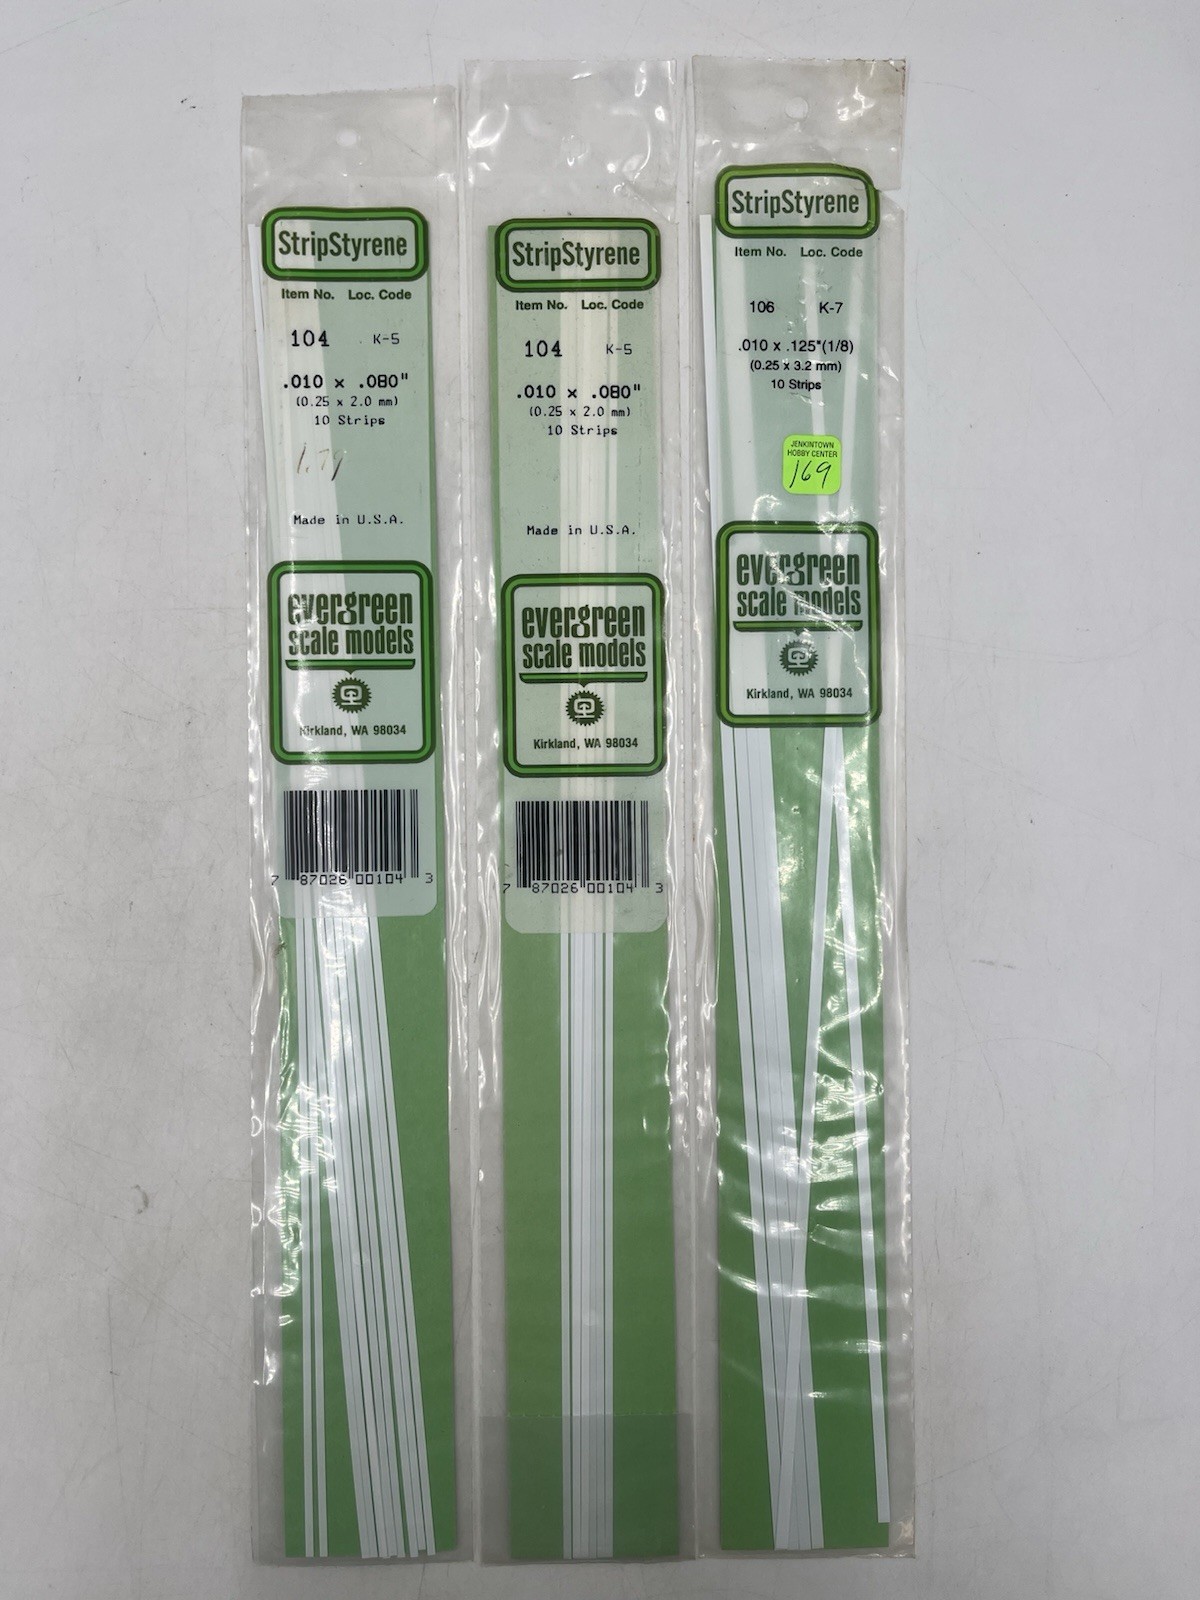 StripStyrene
Item No. Loc. Code
104 K-5
.010 x .080"
(0.25 x 2.0 mm)
10 Strips
1.79
Made in U.S.A.
evergreen
scale models
Kirkland, WA 98034
7 87026 00104 3
StripStyrene
Item No. Loc. Code
104 K-5
.010 x .080"
(0.25 x 2.0 mm)
10 Strips
Made in U.S.A.
evergreen
scale models
Kirkland, WA 98034
7 87026 00104 3
StripStyrene
Item No. Loc. Code
106 K-7
.010 x .125"(1/8)
(0.25 x 3.2 mm)
10 Strips
JENKINTOWN
HOBBY CENTER
169
evergreen
scale models
Kirkland, WA 98034